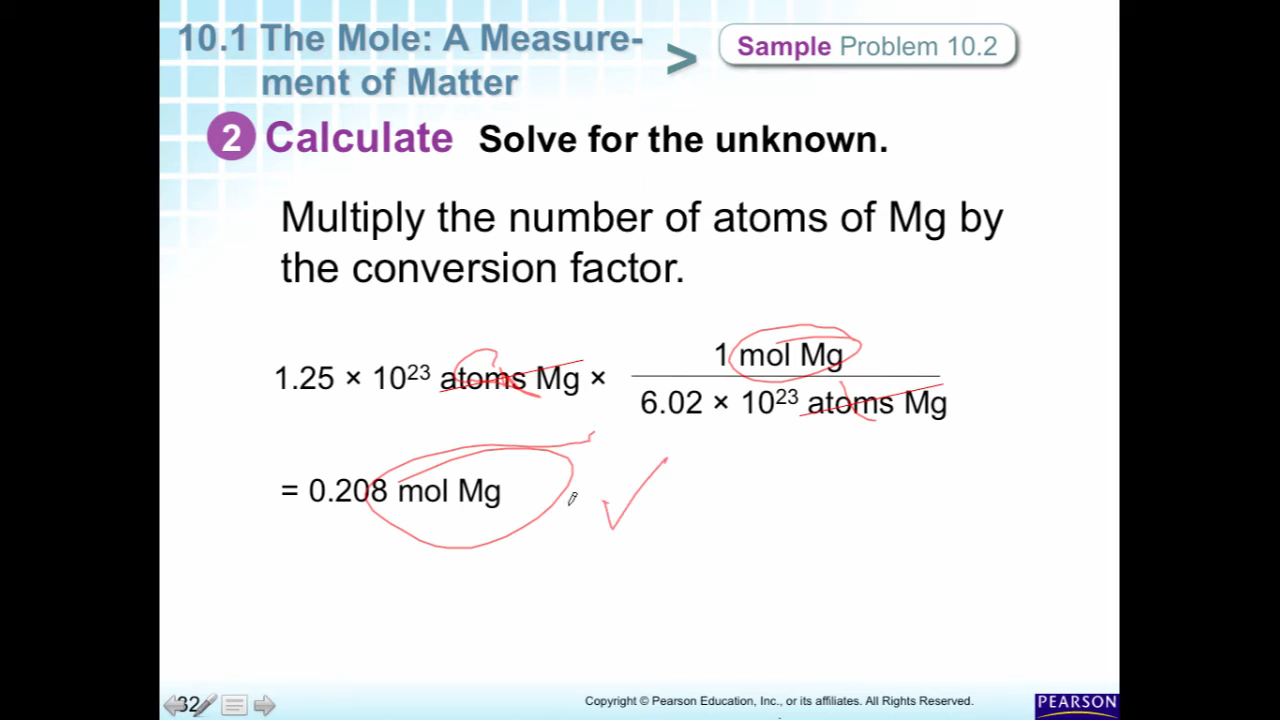 10.1 The Mole: A Measure-
ment of Matter
>
Sample Problem 10.2
2 Calculate Solve for the unknown.
Multiply the number of atoms of Mg by
the conversion factor.
1.25 × 10²³ atoms Mg ×
1 mol Mg
6.02 × 10²³ atoms Mg
= 0.208 mol Mg
32
Copyright © Pearson Education, Inc., or its affiliates. All Rights Reserved.
PEARSON